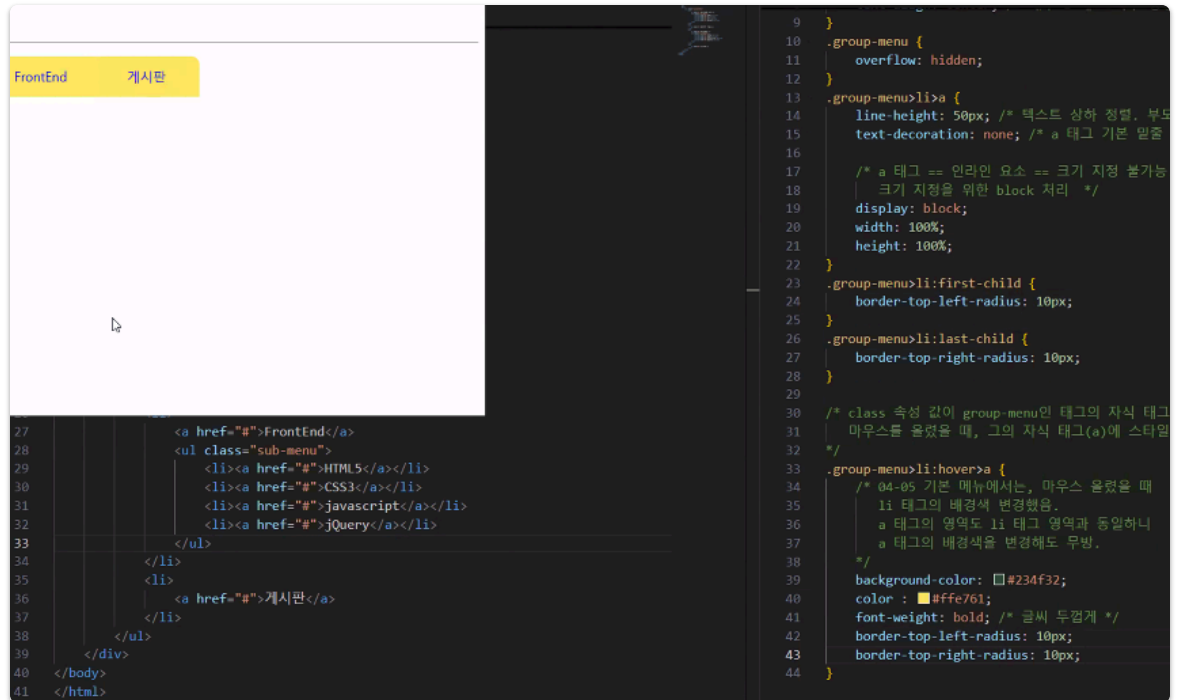 FrontEnd 게시판
27 <a href="#">FrontEnd</a>
28 <ul class="sub-menu">
29 <li><a href="#">HTML5</a></li>
30 <li><a href="#">CSS3</a></li>
31 <li><a href="#">javascript</a></li>
32 <li><a href="#">jQuery</a></li>
33 </ul>
34 </li>
35 <li>
36 <a href="#">게시판</a>
37 </li>
38 </ul>
39 </div>
40 </body>
41 </html>
9 }
10 .group-menu {
11 overflow: hidden;
12 }
13 .group-menu>li>a {
14 line-height: 50px; /* 텍스트 상하 정렬. 부모
15 text-decoration: none; /* a 태그 기본 밑줄
16
17 /* a 태그 == 인라인 요소 == 크기 지정 불가능
18 크기 지정을 위한 block 처리 */
19 display: block;
20 width: 100%;
21 height: 100%;
22 }
23 .group-menu>li:first-child {
24 border-top-left-radius: 10px;
25 }
26 .group-menu>li:last-child {
27 border-top-right-radius: 10px;
28 }
29
30 /* class 속성 값이 group-menu인 태그의 자식 태그
31 마우스를 올렸을 때, 그의 자식 태그(a)에 스타일
32 */
33 .group-menu>li:hover>a {
34 /* 04-05 기본 메뉴에서는, 마우스 올렸을 때
35 li 태그의 배경색 변경했음.
36 a 태그의 영역도 li 태그 영역과 동일하니
37 a 태그의 배경색을 변경해도 무방.
38 */
39 background-color: #234f32;
40 color : #ffe761;
41 font-weight: bold; /* 글씨 두껍게 */
42 border-top-left-radius: 10px;
43 border-top-right-radius: 10px;
44 }